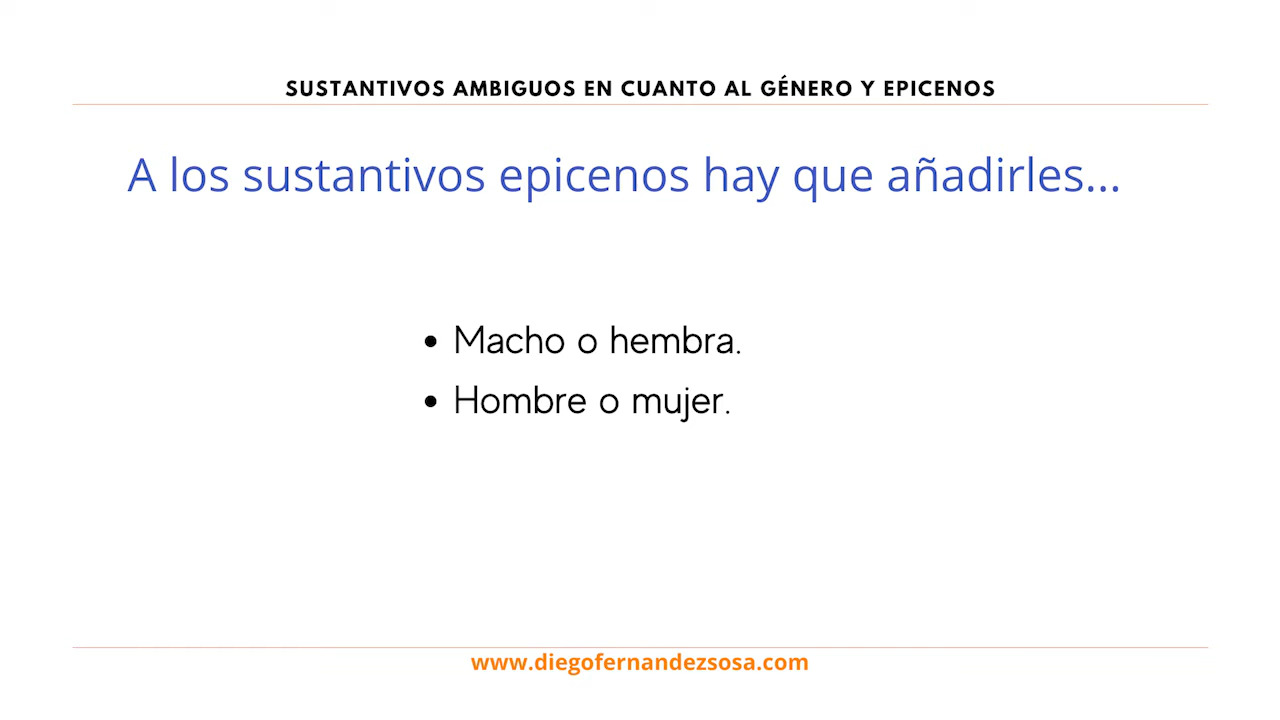 SUSTANTIVOS AMBIGUOS EN CUANTO AL GÉNERO Y EPICENOS
A los sustantivos epicenos hay que añadirles...
• Macho o hembra.
• Hombre o mujer.
www.diegofernandezsosa.com